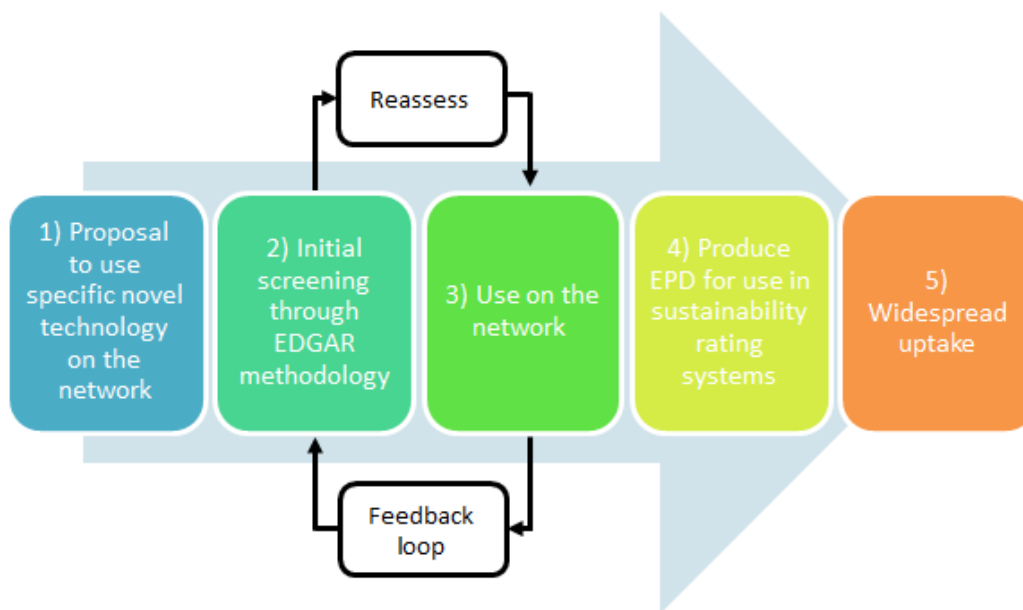 Reassess
1) Proposal
to use
specific novel
technology
on the
network
2) Initial
screening
through
EDGAR
methodology
3) Use on the
network
4) Produce
EPD for use in
sustainability
rating
systems
5)
Widespread
uptake
Feedback
loop